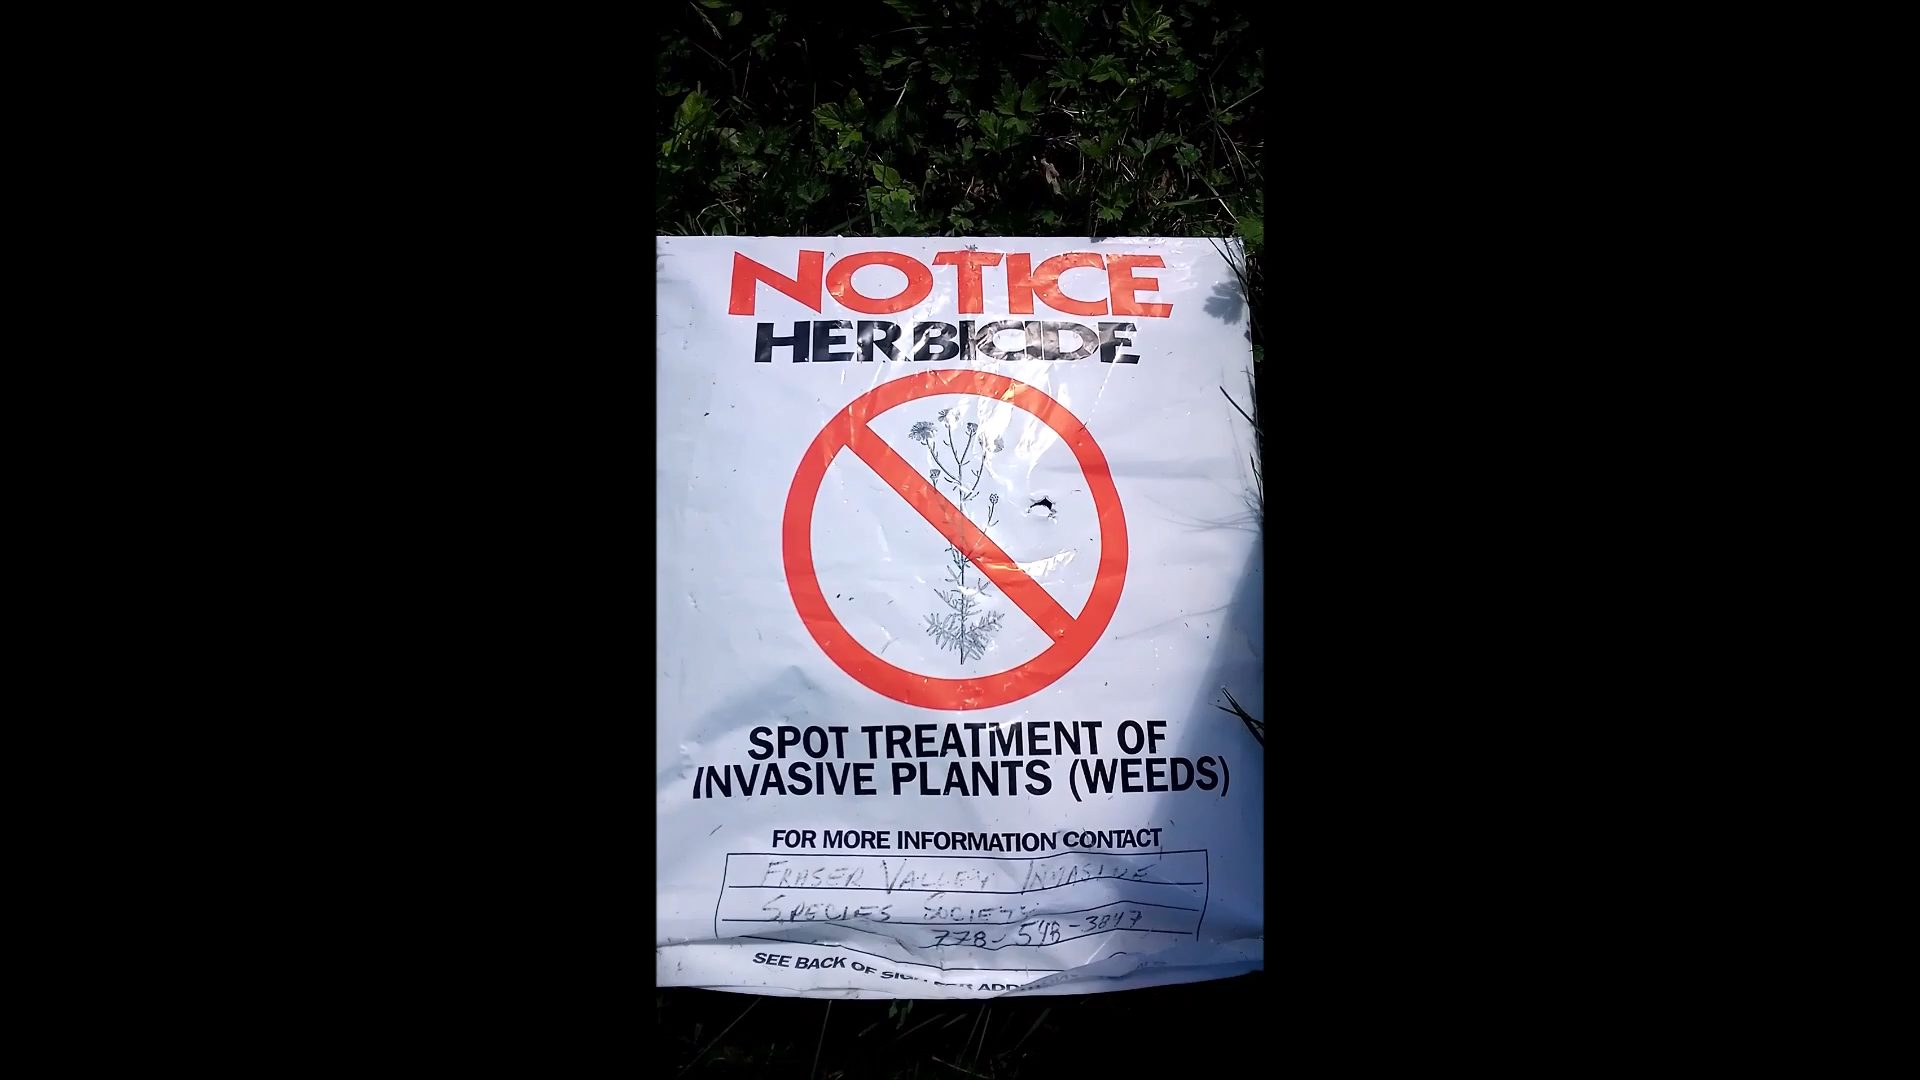 NOTICE
HERBICIDE
SPOT TREATMENT OF
INVASIVE PLANTS (WEEDS)
FOR MORE INFORMATION CONTACT
FRASER VALLEY INVASIVE
SPECIES SOCIETY
778-548-3847
SEE BACK OF SIGN FOR